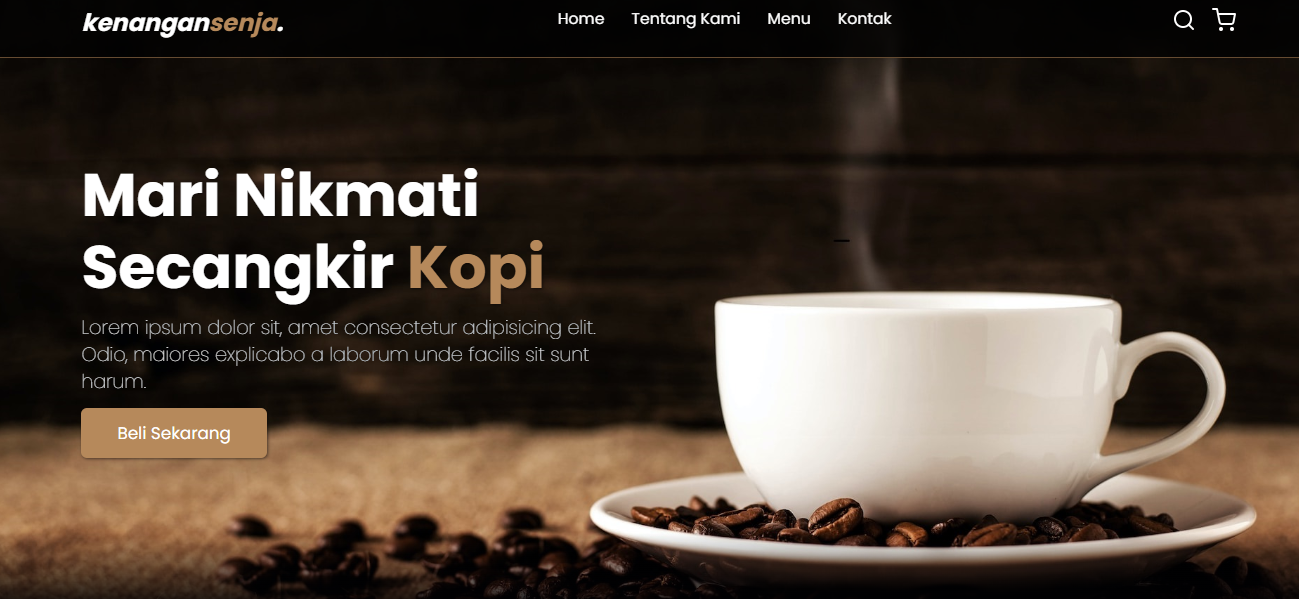 kenangansenja.
Home Tentang Kami Menu Kontak
Mari Nikmati
Secangkir Kopi
Lorem ipsum dolor sit, amet consectetur adipisicing elit.
Odio, maiores explicabo a laborum unde facilis sit sunt
harum.
Beli Sekarang